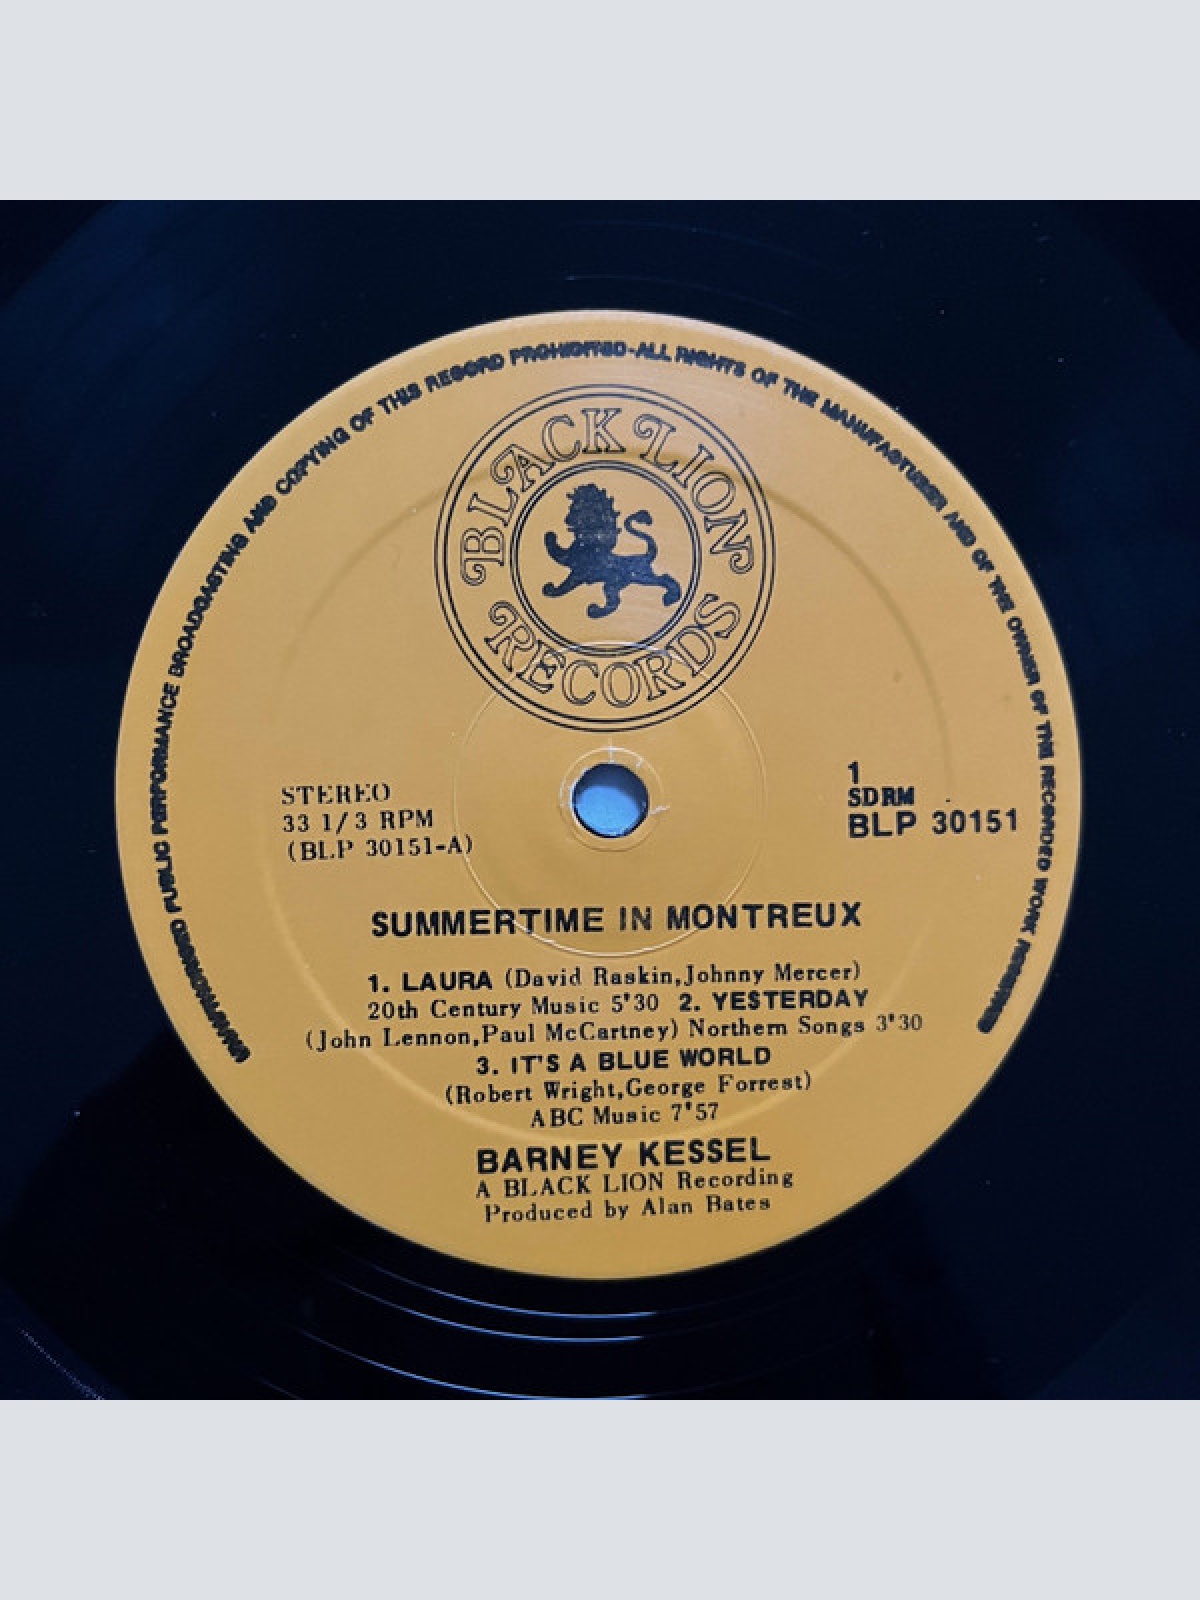 UNAUTHORISED PUBLIC PERFORMANCE BROADCASTING AND COPYING OF THIS RECORD PROHIBITED-ALL RIGHTS OF THE MANUFACTURER AND OF THE OWNER OF THE RECORDED WORK RESERVED
BLACK LION
RECORDS
STEREO
33 1/3 RPM
(BLP 30151-A)
1
SDRM
BLP 30151
SUMMERTIME IN MONTREUX
1. LAURA (David Raskin,Johnny Mercer)
20th Century Music 5'30 2. YESTERDAY
(John Lennon,Paul McCartney) Northern Songs 3'30
3. IT'S A BLUE WORLD
(Robert Wright,George Forrest)
ABC Music 7'57
BARNEY KESSEL
A BLACK LION Recording
Produced by Alan Bates